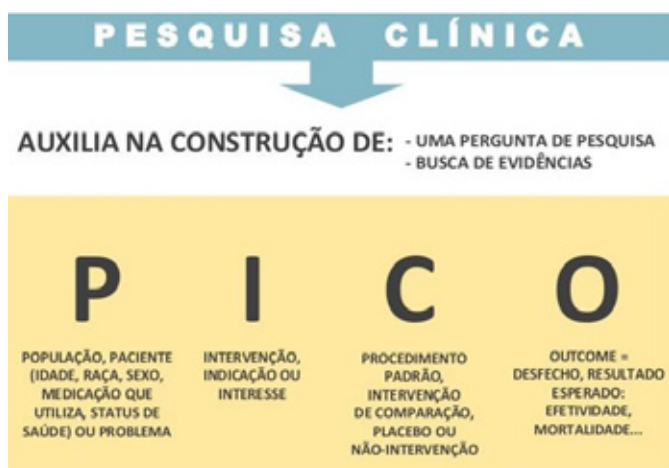 PESQUISA CLÍNICA
AUXILIA NA CONSTRUÇÃO DE:
- UMA PERGUNTA DE PESQUISA
- BUSCA DE EVIDÊNCIAS
P
POPULAÇÃO, PACIENTE
(IDADE, RAÇA, SEXO,
MEDICAÇÃO QUE
UTILIZA, STATUS DE
SAÚDE) OU PROBLEMA
I
INTERVENÇÃO,
INDICAÇÃO OU
INTERESSE
C
PROCEDIMENTO
PADRÃO,
INTERVENÇÃO
DE COMPARAÇÃO,
PLACEBO OU
NÃO-INTERVENÇÃO
O
OUTCOME =
DESFECHO, RESULTADO
ESPERADO:
EFETIVIDADE,
MORTALIDADE...